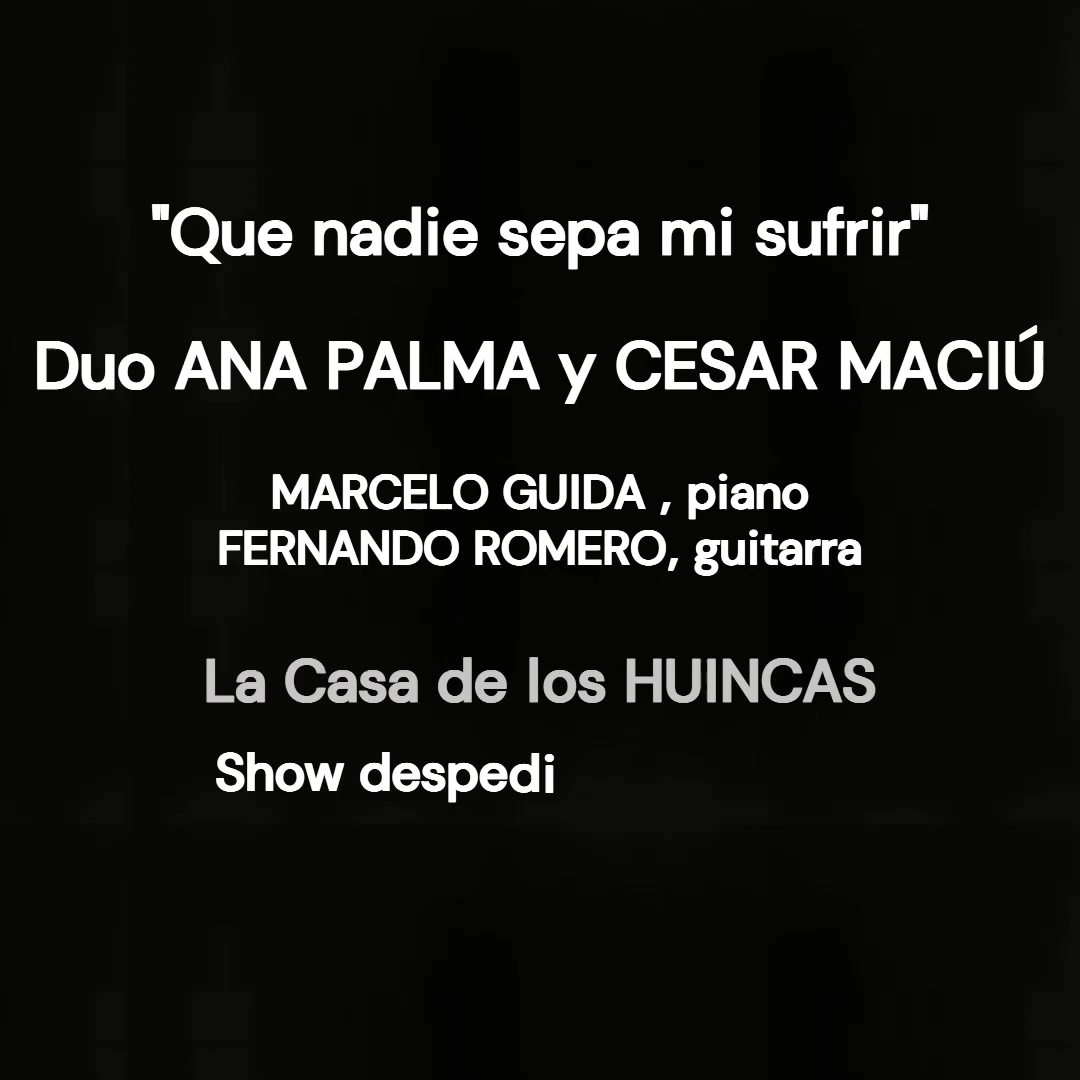 "Que nadie sepa mi sufrir"
Duo ANA PALMA y CESAR MACIÚ
MARCELO GUIDA , piano
FERNANDO ROMERO, guitarra
La Casa de los HUINCAS
Show despedi